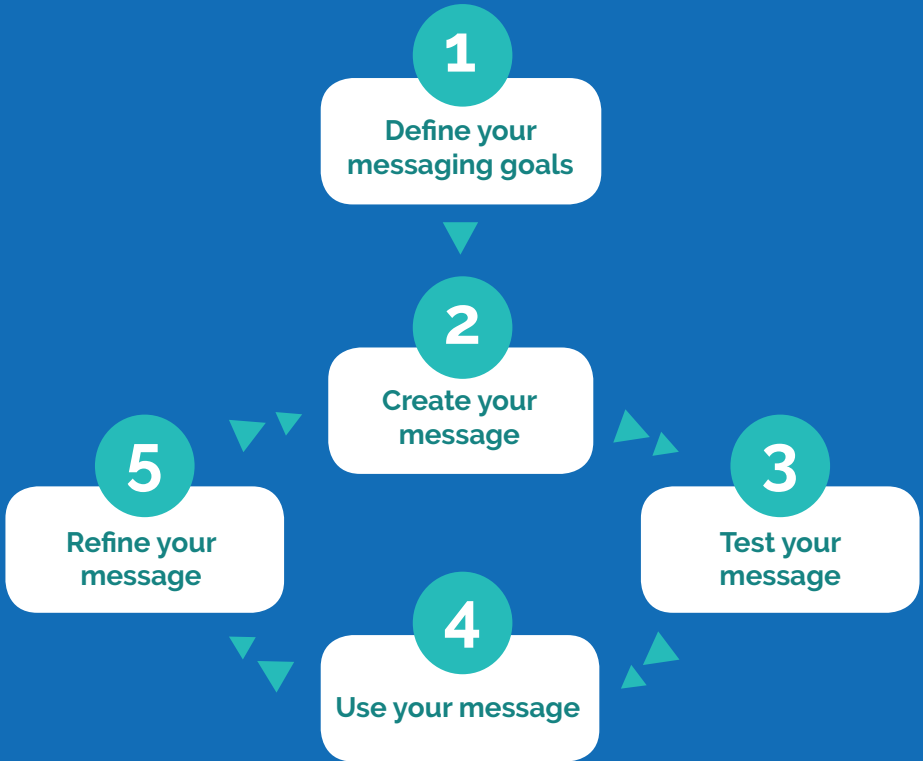 1
Define your
messaging goals
2
Create your
message
3
Test your
message
4
Use your message
5
Refine your
message